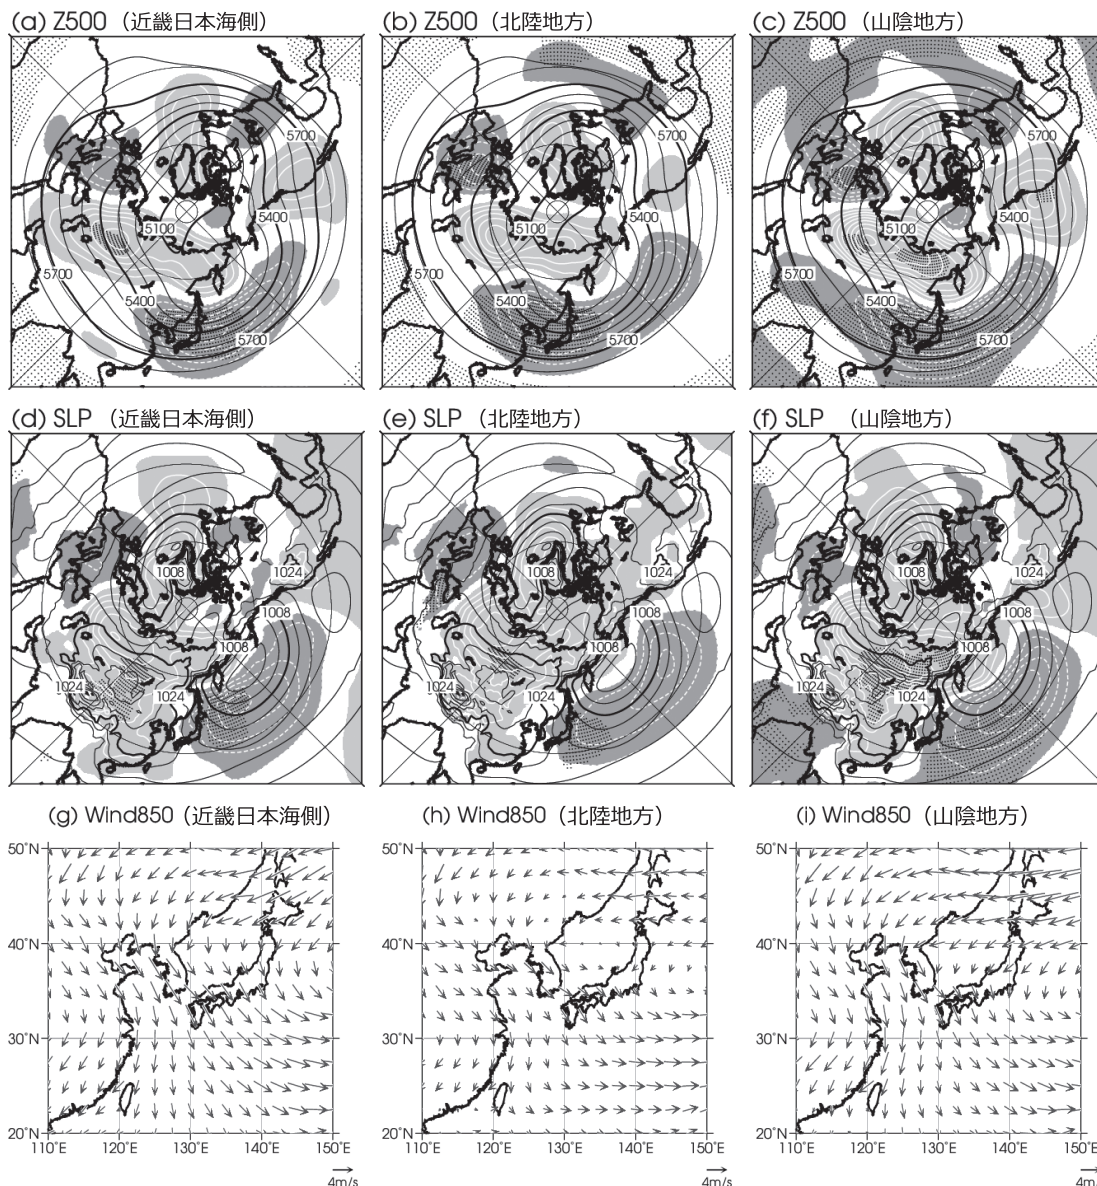 (a) Z500（近畿日本海側） (b) Z500（北陸地方） (c) Z500（山陰地方）
5700 5700 5700
5400 5400 5400
5100 5100 5100
5700 5700 5700
5400 5400 5400
5700 5700 5700
(d) SLP （近畿日本海側） (e) SLP （北陸地方） (f) SLP （山陰地方）
1008 1024 1008 1024 1008 1024
1008 1008 1008
1008 1008 1008
1024 1024 1024 1024 1024 1024
(g) Wind850（近畿日本海側） (h) Wind850（北陸地方） (i) Wind850（山陰地方）
50°N 50°N 50°N
40°N 40°N 40°N
30°N 30°N 30°N
20°N 20°N 20°N
110°E 120°E 130°E 140°E 150°E 110°E 120°E 130°E 140°E 150°E 110°E 120°E 130°E 140°E 150°E
4m/s 4m/s 4m/s